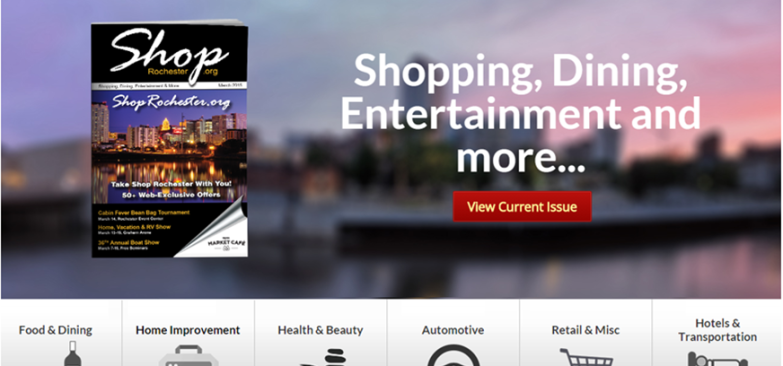 Shop
Rochester .org
Shopping, Dining, Entertainment & More
March 2015
ShopRochester.org
Take Shop Rochester With You!
50+ Web-Exclusive Offers
Cabin Fever Bean Bag Tournament
March 14, Rochester Event Center
Home, Vacation & RV Show
March 13-15, Graham Arena
36TH Annual Boat Show
March 7-15, Free Seminars
MARKET CAFE
Shopping, Dining,
Entertainment and
more...
View Current Issue
Food & Dining
Home Improvement
Health & Beauty
Automotive
Retail & Misc
Hotels &
Transportation